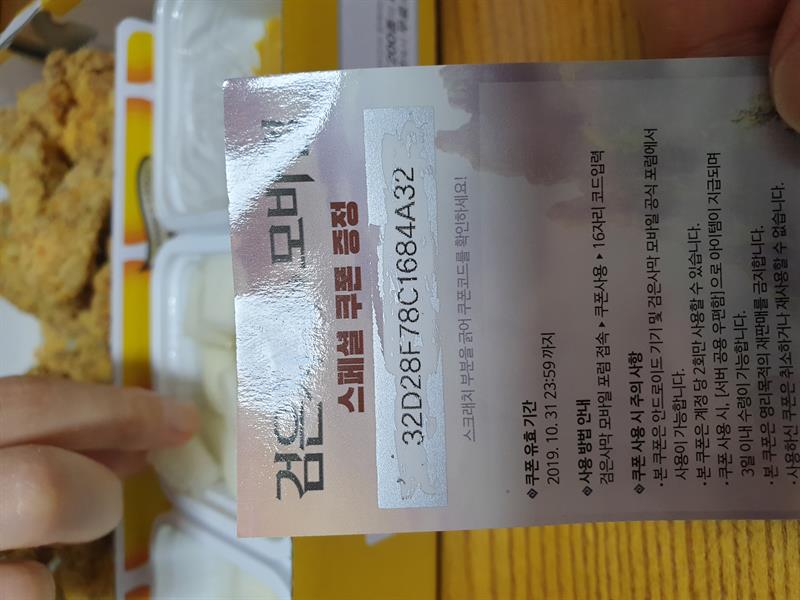 검은 모바
스페셜 쿠폰 증정
32D28F78C1684A32
스크래치 부분을 긁어 쿠폰코드를 확인하세요!
※ 쿠폰 유효 기간
2019. 10. 31 23:59 까지
※ 사용 방법 안내
검은사막 모바일 포럼 접속 ▶ 쿠폰사용 ▶ 16자리 코드입력
※ 쿠폰 사용 시 주의 사항
· 본 쿠폰은 안드로이드 기기 및 검은사막 모바일 공식 포럼에서
사용이 가능합니다.
· 본 쿠폰은 계정 당 2회만 사용할 수 있습니다.
· 쿠폰 사용 시, [서버 공용 우편함]으로 아이템이 지급되며
3일 이내 수령이 가능합니다.
· 본 쿠폰은 영리목적의 재판매를 금지합니다.
· 사용하신 쿠폰은 취소하거나 재사용할 수 없습니다.